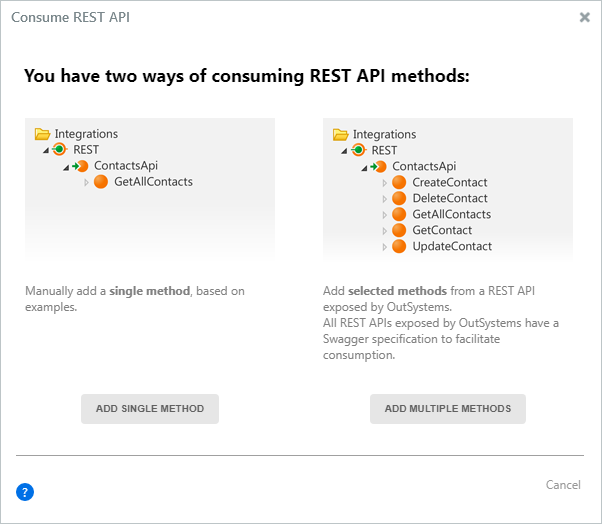 Consume REST API
You have two ways of consuming REST API methods:
Integrations
REST
ContactsApi
GetAllContacts
Manually add a single method, based on
examples.
ADD SINGLE METHOD
Integrations
REST
ContactsApi
CreateContact
DeleteContact
GetAllContacts
GetContact
UpdateContact
Add selected methods from a REST API
exposed by OutSystems.
All REST APIs exposed by OutSystems have a
Swagger specification to facilitate
consumption.
ADD MULTIPLE METHODS
?
Cancel